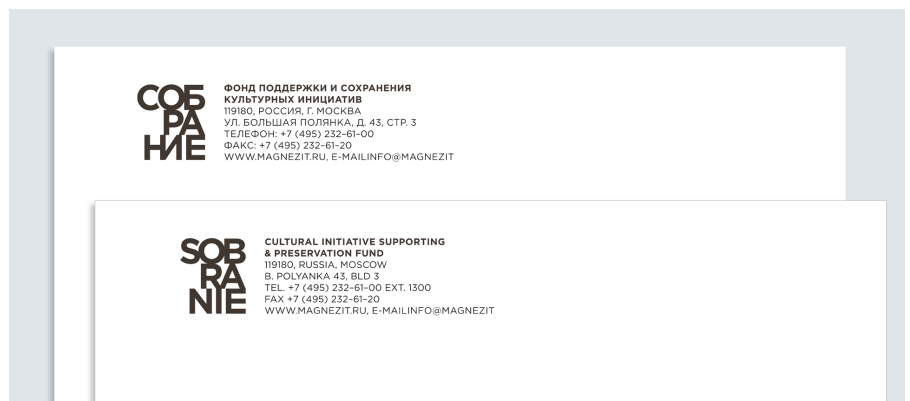 СОБ
РА
НИЕ
ФОНД ПОДДЕРЖКИ И СОХРАНЕНИЯ
КУЛЬТУРНЫХ ИНИЦИАТИВ
119180, РОССИЯ, Г. МОСКВА
УЛ. БОЛЬШАЯ ПОЛЯНКА, Д. 43, СТР. 3
ТЕЛЕФОН: +7 (495) 232–61–00
ФАКС: +7 (495) 232–61–20
WWW.MAGNEZIT.RU, E-MAILINFO@MAGNEZIT
SOB
RA
NIE
CULTURAL INITIATIVE SUPPORTING
& PRESERVATION FUND
119180, RUSSIA, MOSCOW
B. POLYANKA 43, BLD 3
TEL. +7 (495) 232–61–00 EXT. 1300
FAX +7 (495) 232–61–20
WWW.MAGNEZIT.RU, E-MAILINFO@MAGNEZIT